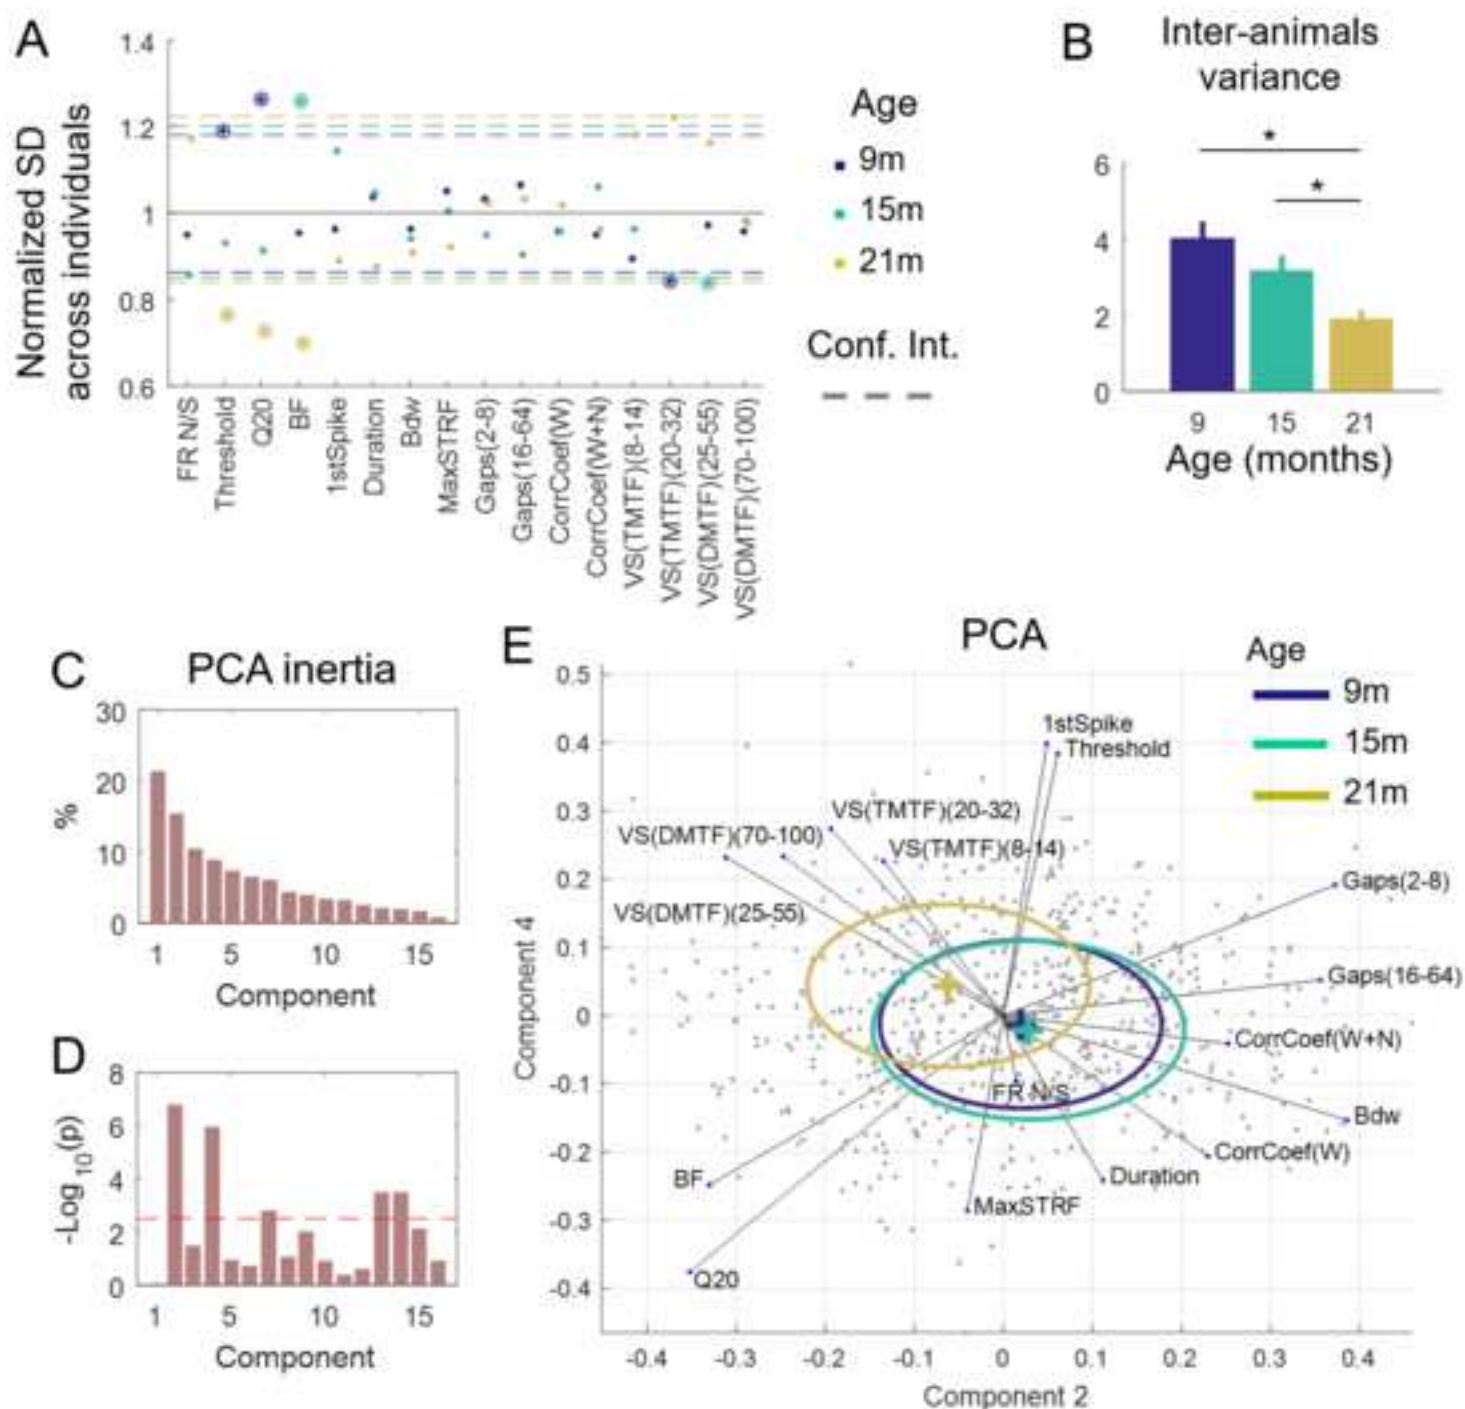 A
1.4
1.2
1
0.8
0.6
Normalized SD
across individuals
FR N/S
Threshold
Q20
BF
1stSpike
Duration
Bdw
MaxSTRF
Gaps(2-8)
Gaps(16-64)
CorrCoef(W)
CorrCoef(W+N)
VS(TMTF)(8-14)
VS(TMTF)(20-32)
VS(DMTF)(25-55)
VS(DMTF)(70-100)
Age
9m
15m
21m
Conf. Int.
B
Inter-animals
variance
*
*
6
4
2
0
9 15 21
Age (months)
C
PCA inertia
30
20
10
0
%
1 5 10 15
Component
D
8
6
4
2
0
-Log 10(p)
1 5 10 15
Component
E
PCA
Age
9m
15m
21m
0.5
0.4
0.3
0.2
0.1
0
-0.1
-0.2
-0.3
-0.4
Component 4
1stSpike
Threshold
VS(TMTF)(20-32)
VS(DMTF)(70-100)
VS(TMTF)(8-14)
Gaps(2-8)
VS(DMTF)(25-55)
Gaps(16-64)
CorrCoef(W+N)
FR N/S
Bdw
CorrCoef(W)
BF
Duration
MaxSTRF
Q20
-0.4 -0.3 -0.2 -0.1 0 0.1 0.2 0.3 0.4
Component 2